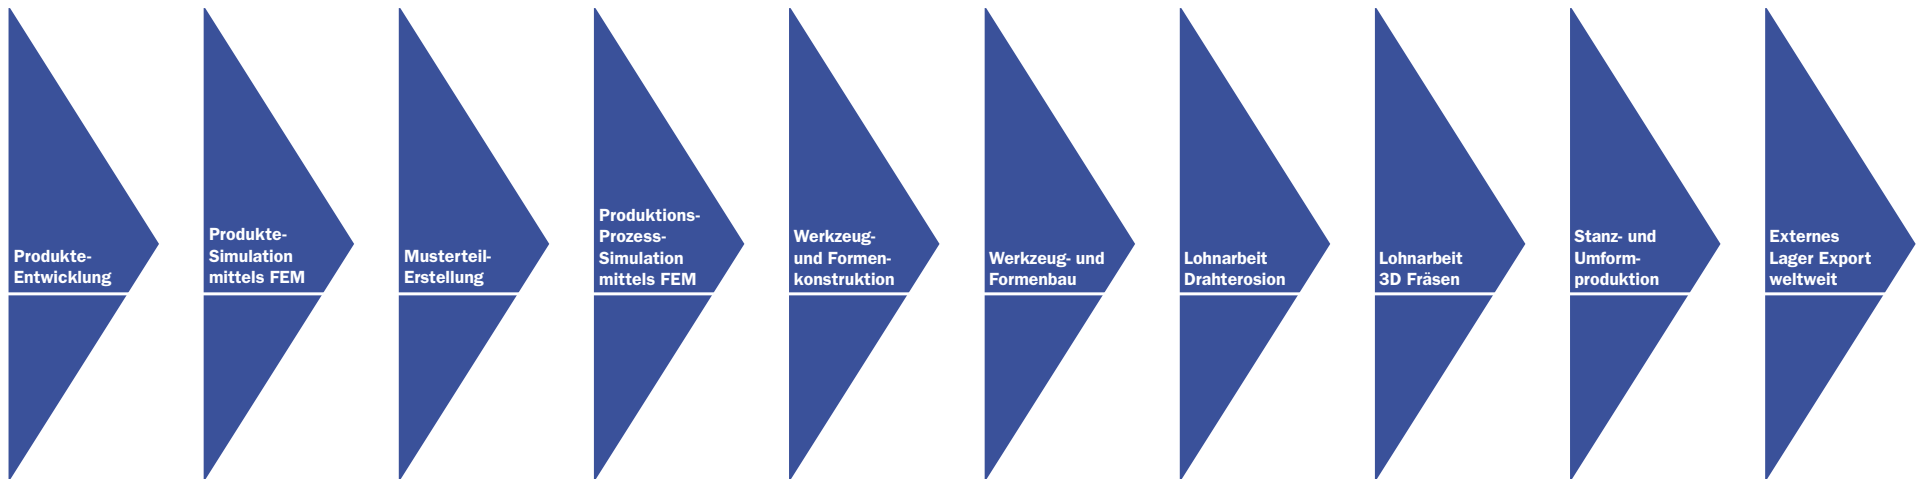 Produkte-
Entwicklung
Produkte-
Simulation
mittels FEM
Musterteil-
Erstellung
Produktions-
Prozess-
Simulation
mittels FEM
Werkzeug-
und Formen-
konstruktion
Werkzeug- und
Formenbau
Lohnarbeit
Drahterosion
Lohnarbeit
3D Fräsen
Stanz- und
Umform-
produktion
Externes
Lager Export
weltweit